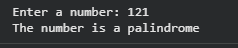 Enter a number: 121
The number is a palindrome